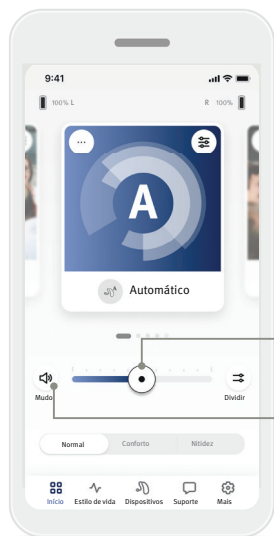 9:41
100% L
R 100%
...
A
Automático
Mudo
Dividir
Normal
Conforto
Nitidez
Início
Estilo de vida
Dispositivos
Suporte
Mais